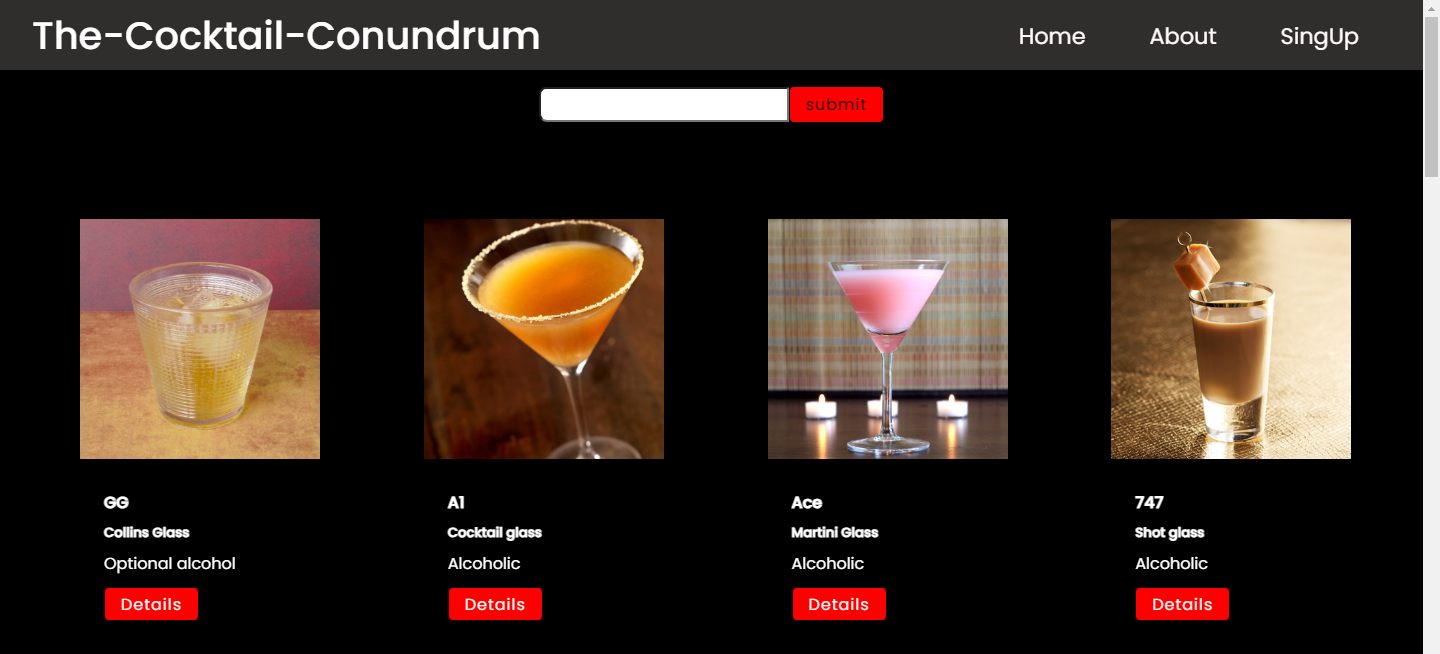 The-Cocktail-Conundrum
Home About SingUp
submit
GG
Collins Glass
Optional alcohol
Details
A1
Cocktail glass
Alcoholic
Details
Ace
Martini Glass
Alcoholic
Details
747
Shot glass
Alcoholic
Details